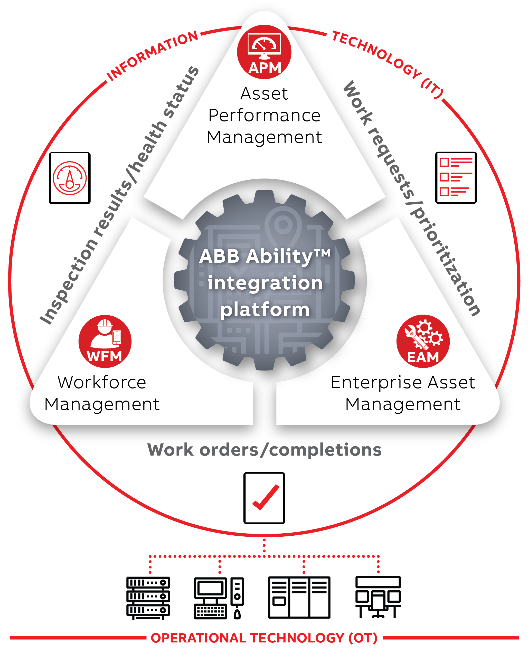 INFORMATION
TECHNOLOGY (IT)
APM
Asset
Performance
Management
Inspection results/health status
Work requests/prioritization
ABB Ability™
integration
platform
WFM
Workforce
Management
EAM
Enterprise Asset
Management
Work orders/completions
OPERATIONAL TECHNOLOGY (OT)